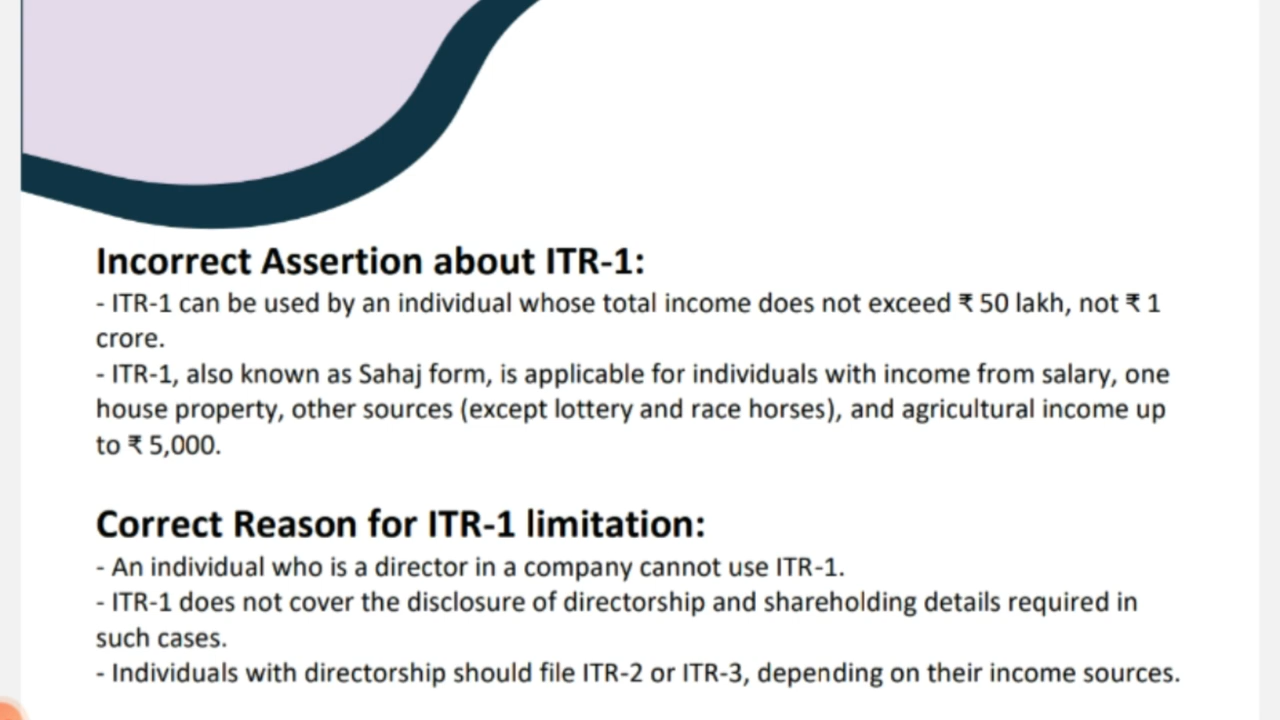 Incorrect Assertion about ITR-1:
- ITR-1 can be used by an individual whose total income does not exceed ₹ 50 lakh, not ₹ 1
crore.
- ITR-1, also known as Sahaj form, is applicable for individuals with income from salary, one
house property, other sources (except lottery and race horses), and agricultural income up
to ₹ 5,000.
Correct Reason for ITR-1 limitation:
- An individual who is a director in a company cannot use ITR-1.
- ITR-1 does not cover the disclosure of directorship and shareholding details required in
such cases.
- Individuals with directorship should file ITR-2 or ITR-3, depending on their income sources.